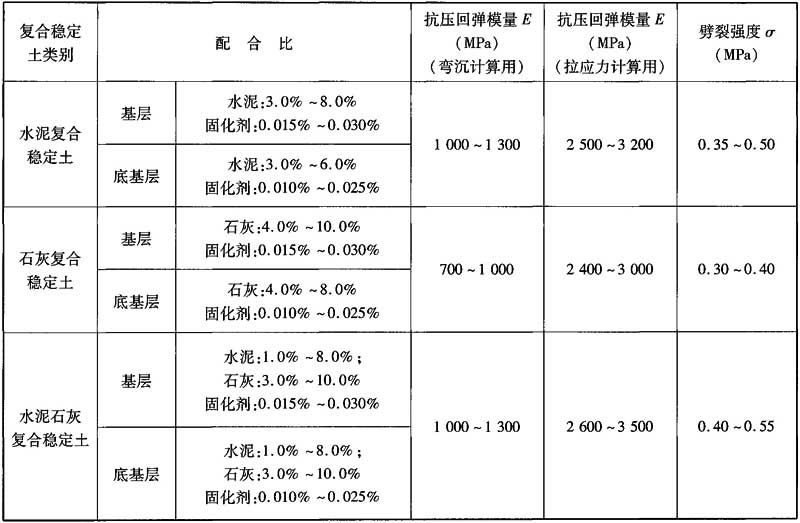 复合稳定
土类别
配 合 比
抗压回弹模量 E
(MPa)
(弯沉计算用)
抗压回弹模量 E
(MPa)
(拉应力计算用)
劈裂强度 σ
(MPa)
水泥复合
稳定土
基层
水泥:3.0% ~8.0%
固化剂:0.015% ~0.030%
底基层
水泥:3.0% ~6.0%
固化剂:0.010% ~0.025%
1 000~1 300
2 500~3 200
0.35~0.50
石灰复合
稳定土
基层
石灰:4.0% ~10.0%
固化剂:0.015% ~0.030%
底基层
石灰:4.0% ~8.0%
固化剂:0.010% ~0.025%
700~1 000
2 400~3 000
0.30~0.40
水泥石灰
复合稳定土
基层
水泥:1.0% ~8.0%;
石灰:3.0% ~10.0%
固化剂:0.015% ~0.030%
底基层
水泥:1.0% ~8.0%;
石灰:3.0% ~10.0%
固化剂:0.010% ~0.025%
1 000~1 300
2 600~3 500
0.40~0.55